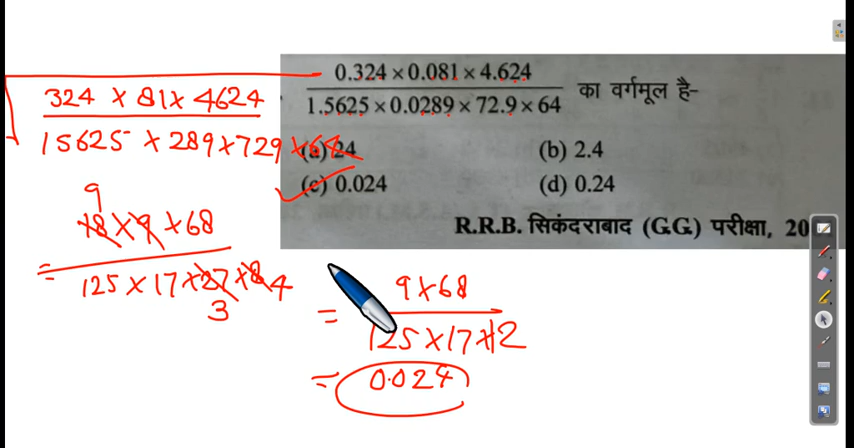 0.324 × 0.081 × 4.624
1.5625 × 0.0289 × 72.9 × 64 का वर्गमूल है-
(a) 24 (b) 2.4
(c) 0.024 (d) 0.24
R.R.B. सिकंदराबाद (GG) परीक्षा, 20
324 × 81 × 4624
15625 × 289 × 729 ×
9
18 × 9 × 68
= 125 × 17 × 27 × 8 4
3
= 9 × 68
125 × 17 × 12
= 0.024